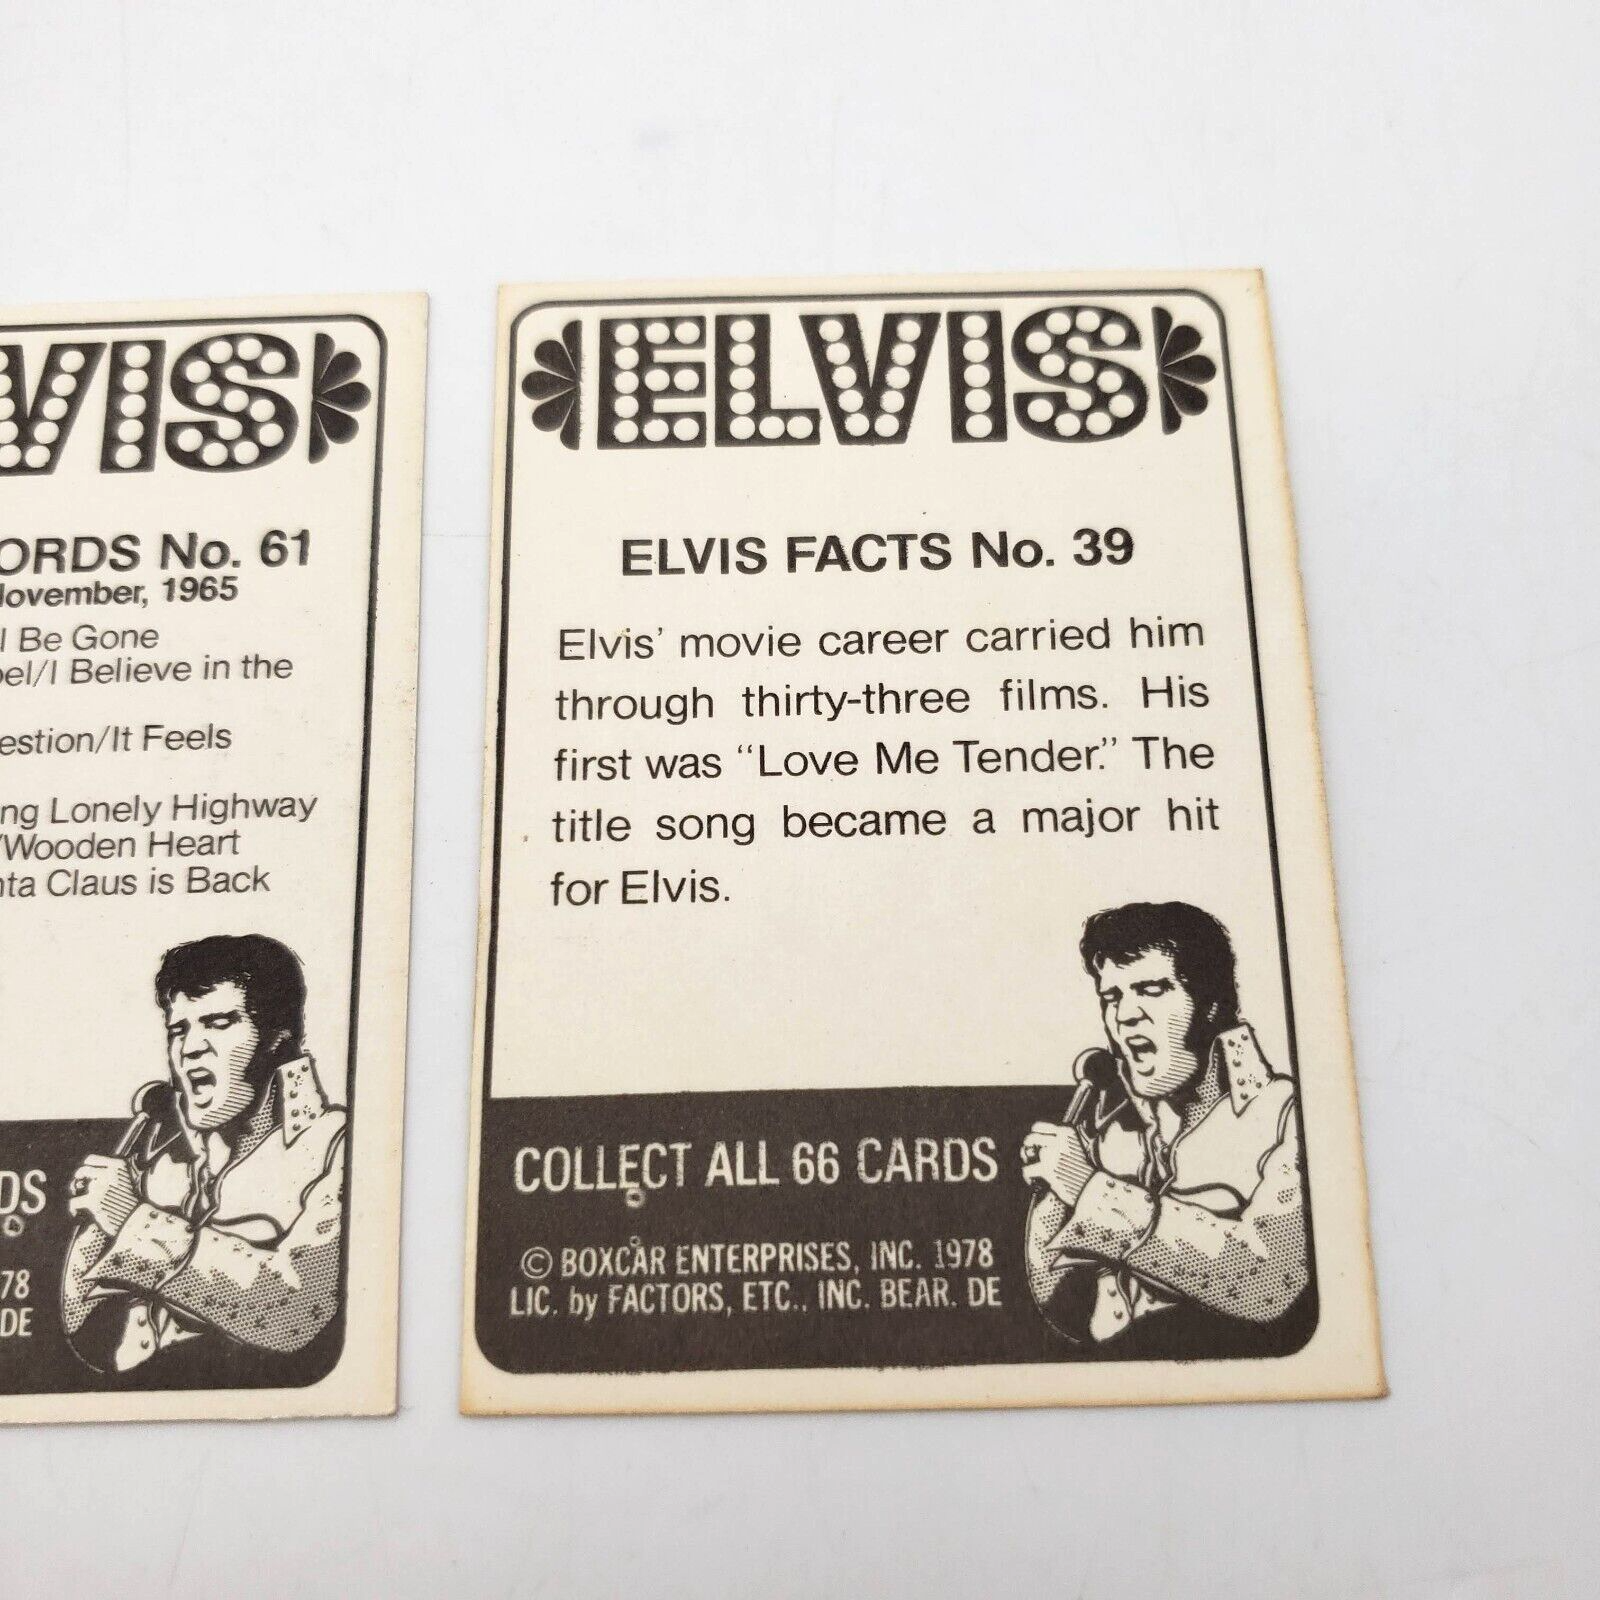 VIS
ORDS No. 61
November, 1965
l Be Gone
el/I Believe in the
estion/It Feels
ng Lonely Highway
/Wooden Heart
nta Claus is Back
DS
78
DE
ELVIS
ELVIS FACTS No. 39
Elvis' movie career carried him
through thirty-three films. His
first was "Love Me Tender." The
title song became a major hit
for Elvis.
COLLECT ALL 66 CARDS
© BOXCAR ENTERPRISES, INC. 1978
LIC. by FACTORS, ETC., INC. BEAR. DE